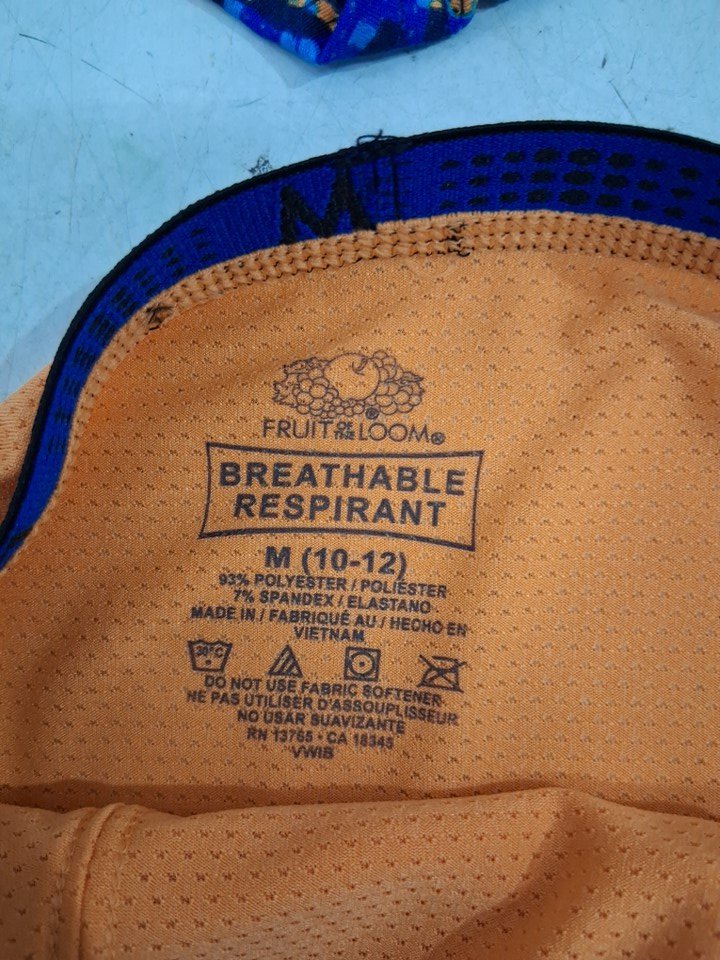 M
FRUIT OF THE LOOM®
BREATHABLE
RESPIRANT
M (10-12)
93% POLYESTER / POLIÉSTER
7% SPANDEX / ELASTANO
MADE IN / FABRIQUÉ AU / HECHO EN
VIETNAM
30°C
DO NOT USE FABRIC SOFTENER
NE PAS UTILISER D'ASSOUPLISSEUR
NO USAR SUAVIZANTE
RN 13765 · CA 18345
VWIB